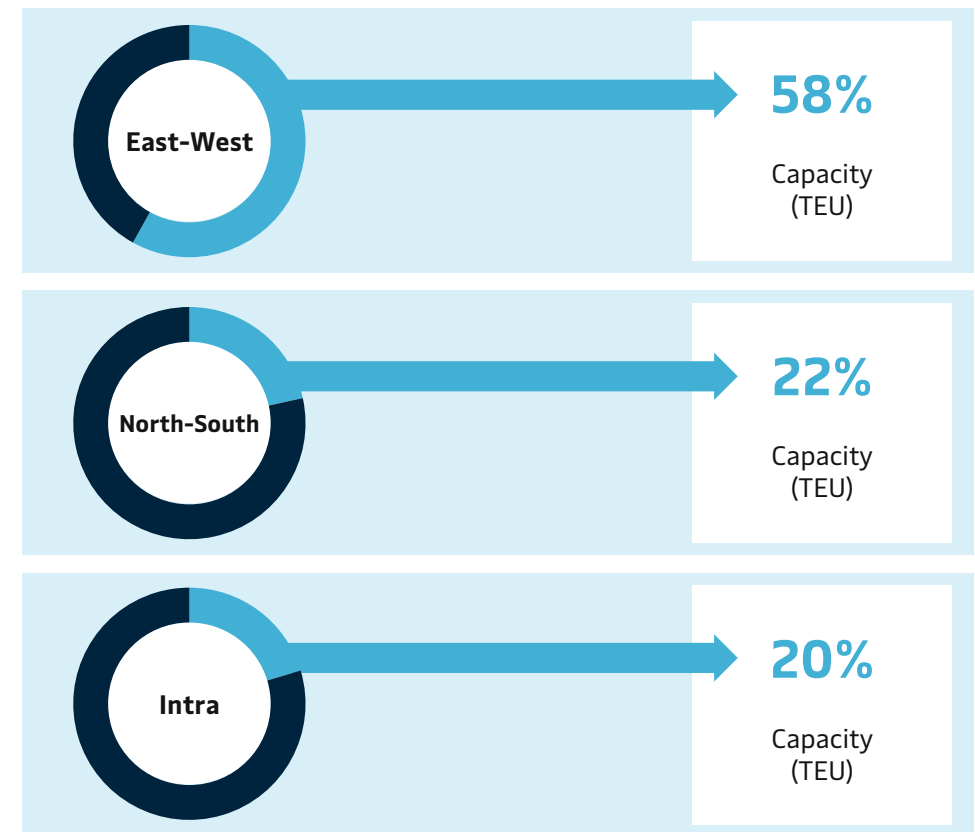 East-West
58%
Capacity
(TEU)
North-South
22%
Capacity
(TEU)
Intra
20%
Capacity
(TEU)